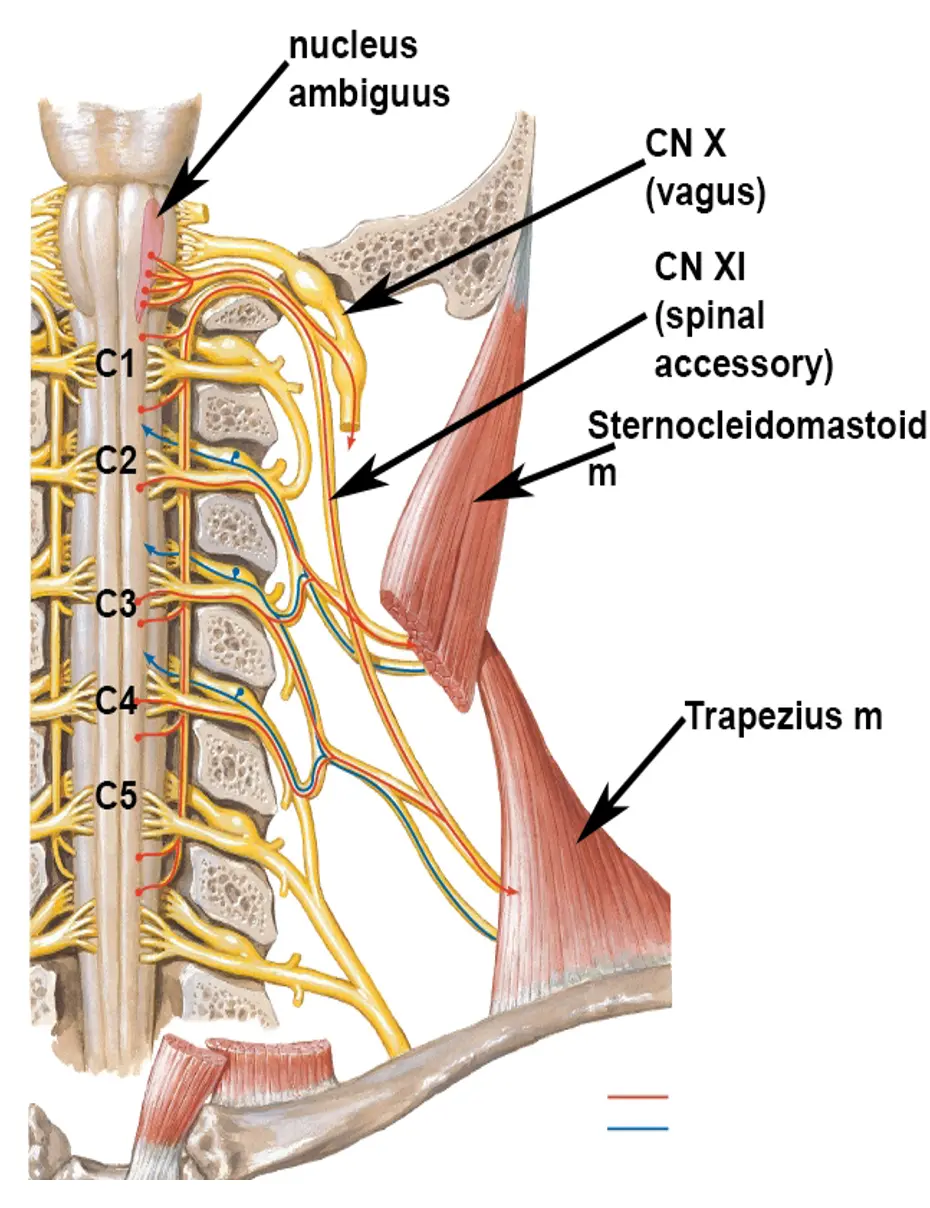 nucleus
ambiguus
CN X
(vagus)
CN XI
(spinal
accessory)
C1
Sternocleidomastoid
m
C2
C3
C4
Trapezius m
C5